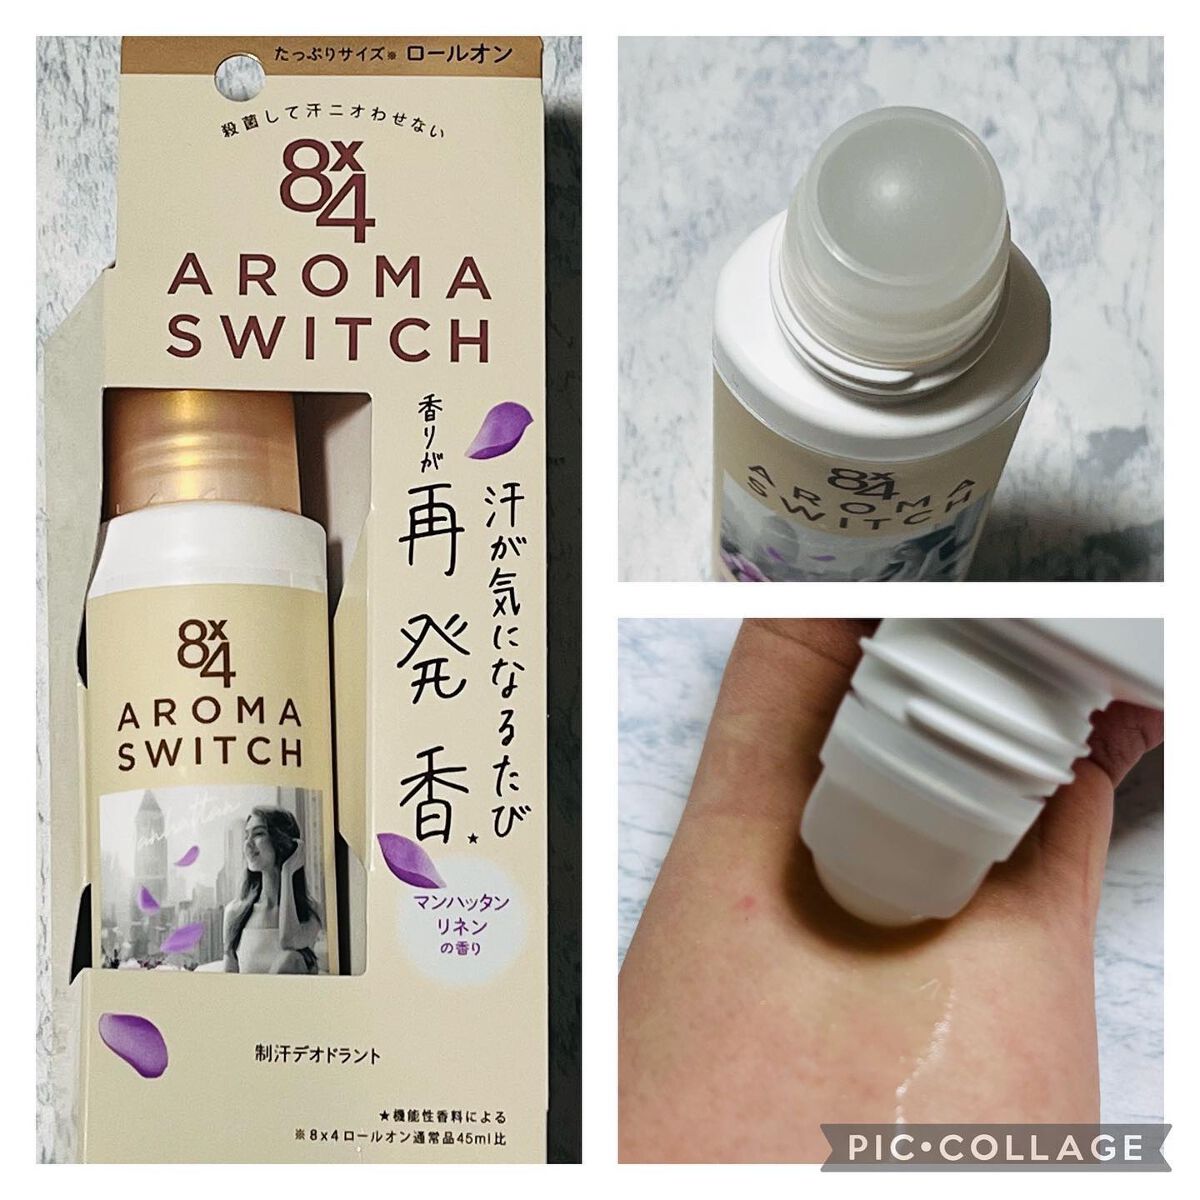 たっぷりサイズ※ ロールオン
殺菌して汗ニオわせない
8x4
AROMA
SWITCH
汗が気になるたび
香りが
再発香★
マンハッタン
リネン
の香り
8x4
AROMA
SWITCH
manhattan
制汗デオドラント
★機能性香料による
※8x4ロールオン通常品45ml比
8x4
AROMA
SWITCH
PIC•COLLAGE